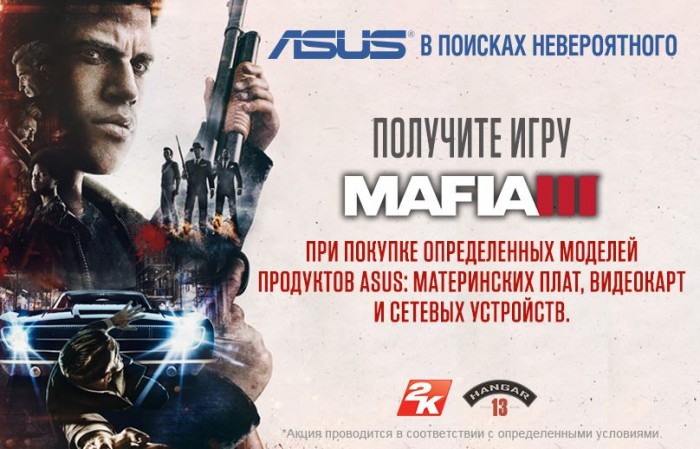 ASUS® В ПОИСКАХ НЕВЕРОЯТНОГО
ПОЛУЧИТЕ ИГРУ
MAFIA III
ПРИ ПОКУПКЕ ОПРЕДЕЛЕННЫХ МОДЕЛЕЙ
ПРОДУКТОВ ASUS: МАТЕРИНСКИХ ПЛАТ, ВИДЕОКАРТ
И СЕТЕВЫХ УСТРОЙСТВ.
2K HANGAR 13
*Акция проводится в соответствии с определенными условиями.